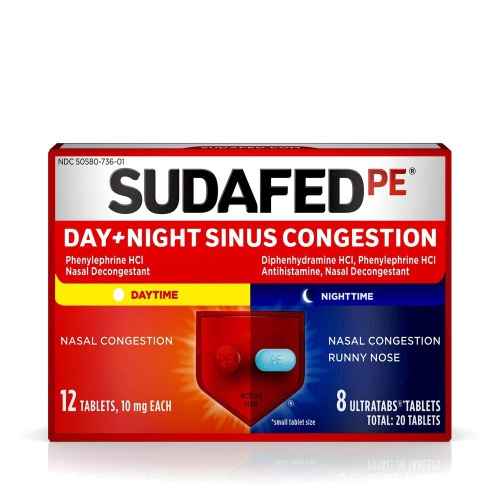 SUDAFED.COM
NDC 50580-736-01
SUDAFED PE®
DAY+NIGHT SINUS CONGESTION
Phenylephrine HCl
Nasal Decongestant
Diphenhydramine HCl, Phenylephrine HCl
Antihistamine, Nasal Decongestant
DAYTIME
NIGHTTIME
NASAL CONGESTION
NASAL CONGESTION
RUNNY NOSE
PE
PE
ACTUAL
SIZE
12 TABLETS, 10 mg EACH
*small tablet size
8 ULTRATABS®*TABLETS
TOTAL: 20 TABLETS